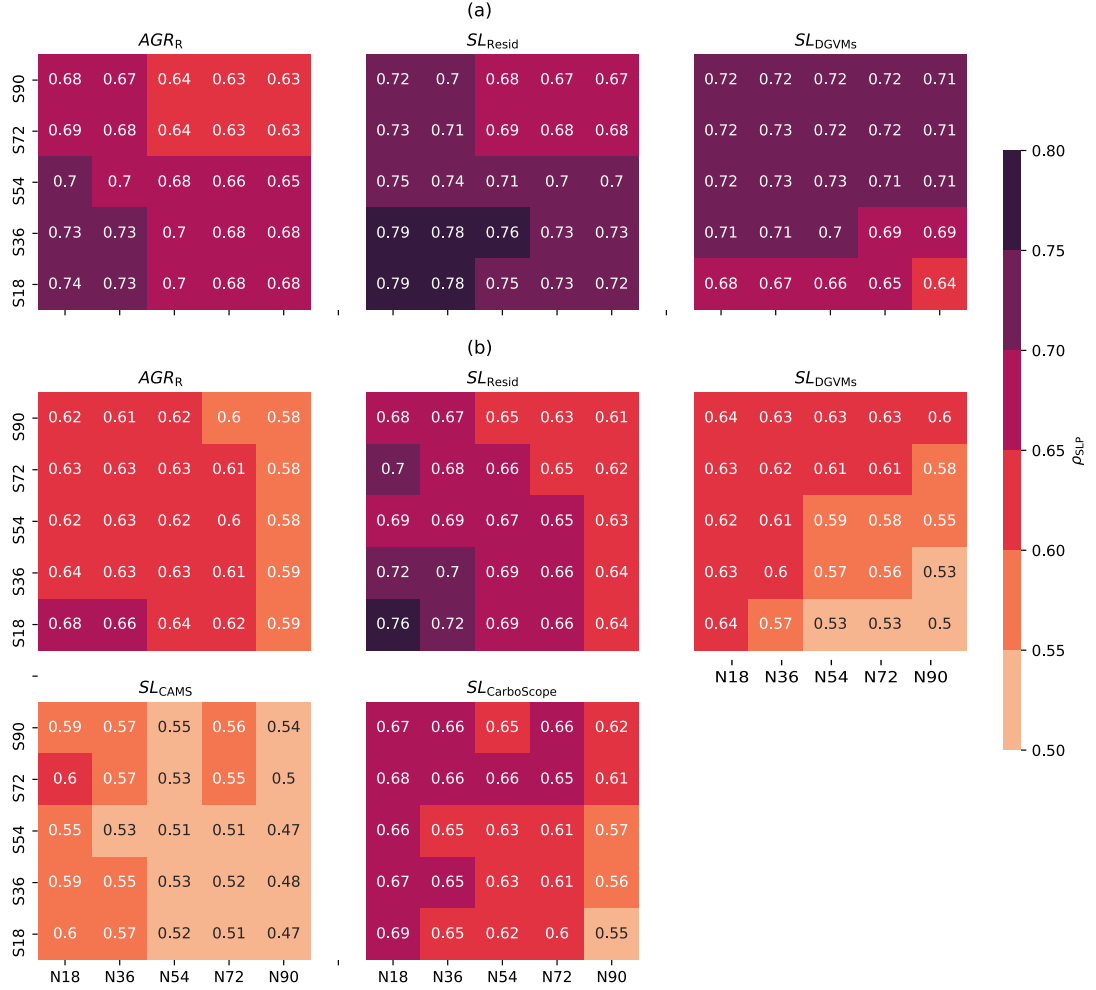 (a)
AGR_R SL_Resid SL_DGVMs
S90 0.68 0.67 0.64 0.63 0.63 0.72 0.7 0.68 0.67 0.67 0.72 0.72 0.72 0.72 0.71
S72 0.69 0.68 0.64 0.63 0.63 0.73 0.71 0.69 0.68 0.68 0.72 0.73 0.72 0.72 0.71
S54 0.7 0.7 0.68 0.66 0.65 0.75 0.74 0.71 0.7 0.7 0.72 0.73 0.73 0.71 0.71
S36 0.73 0.73 0.7 0.68 0.68 0.79 0.78 0.76 0.73 0.73 0.71 0.71 0.7 0.69 0.69
S18 0.74 0.73 0.7 0.68 0.68 0.79 0.78 0.75 0.73 0.72 0.68 0.67 0.66 0.65 0.64
(b)
AGR_R SL_Resid SL_DGVMs
S90 0.62 0.61 0.62 0.6 0.58 0.68 0.67 0.65 0.63 0.61 0.64 0.63 0.63 0.63 0.6
S72 0.63 0.63 0.63 0.61 0.58 0.7 0.68 0.66 0.65 0.62 0.63 0.62 0.61 0.61 0.58
S54 0.62 0.63 0.62 0.6 0.58 0.69 0.69 0.67 0.65 0.63 0.62 0.61 0.59 0.58 0.55
S36 0.64 0.63 0.63 0.61 0.59 0.72 0.7 0.69 0.66 0.64 0.63 0.6 0.57 0.56 0.53
S18 0.68 0.66 0.64 0.62 0.59 0.76 0.72 0.69 0.66 0.64 0.64 0.57 0.53 0.53 0.5
N18 N36 N54 N72 N90
SL_CAMS SL_CarboScope
S90 0.59 0.57 0.55 0.56 0.54 0.67 0.66 0.65 0.66 0.62
S72 0.6 0.57 0.53 0.55 0.5 0.68 0.66 0.66 0.65 0.61
S54 0.55 0.53 0.51 0.51 0.47 0.66 0.65 0.63 0.61 0.57
S36 0.59 0.55 0.53 0.52 0.48 0.67 0.65 0.63 0.61 0.56
S18 0.6 0.57 0.52 0.51 0.47 0.69 0.65 0.62 0.6 0.55
N18 N36 N54 N72 N90 N18 N36 N54 N72 N90
0.80
0.75
0.70
0.65
0.60
0.55
0.50
ρ_SLP